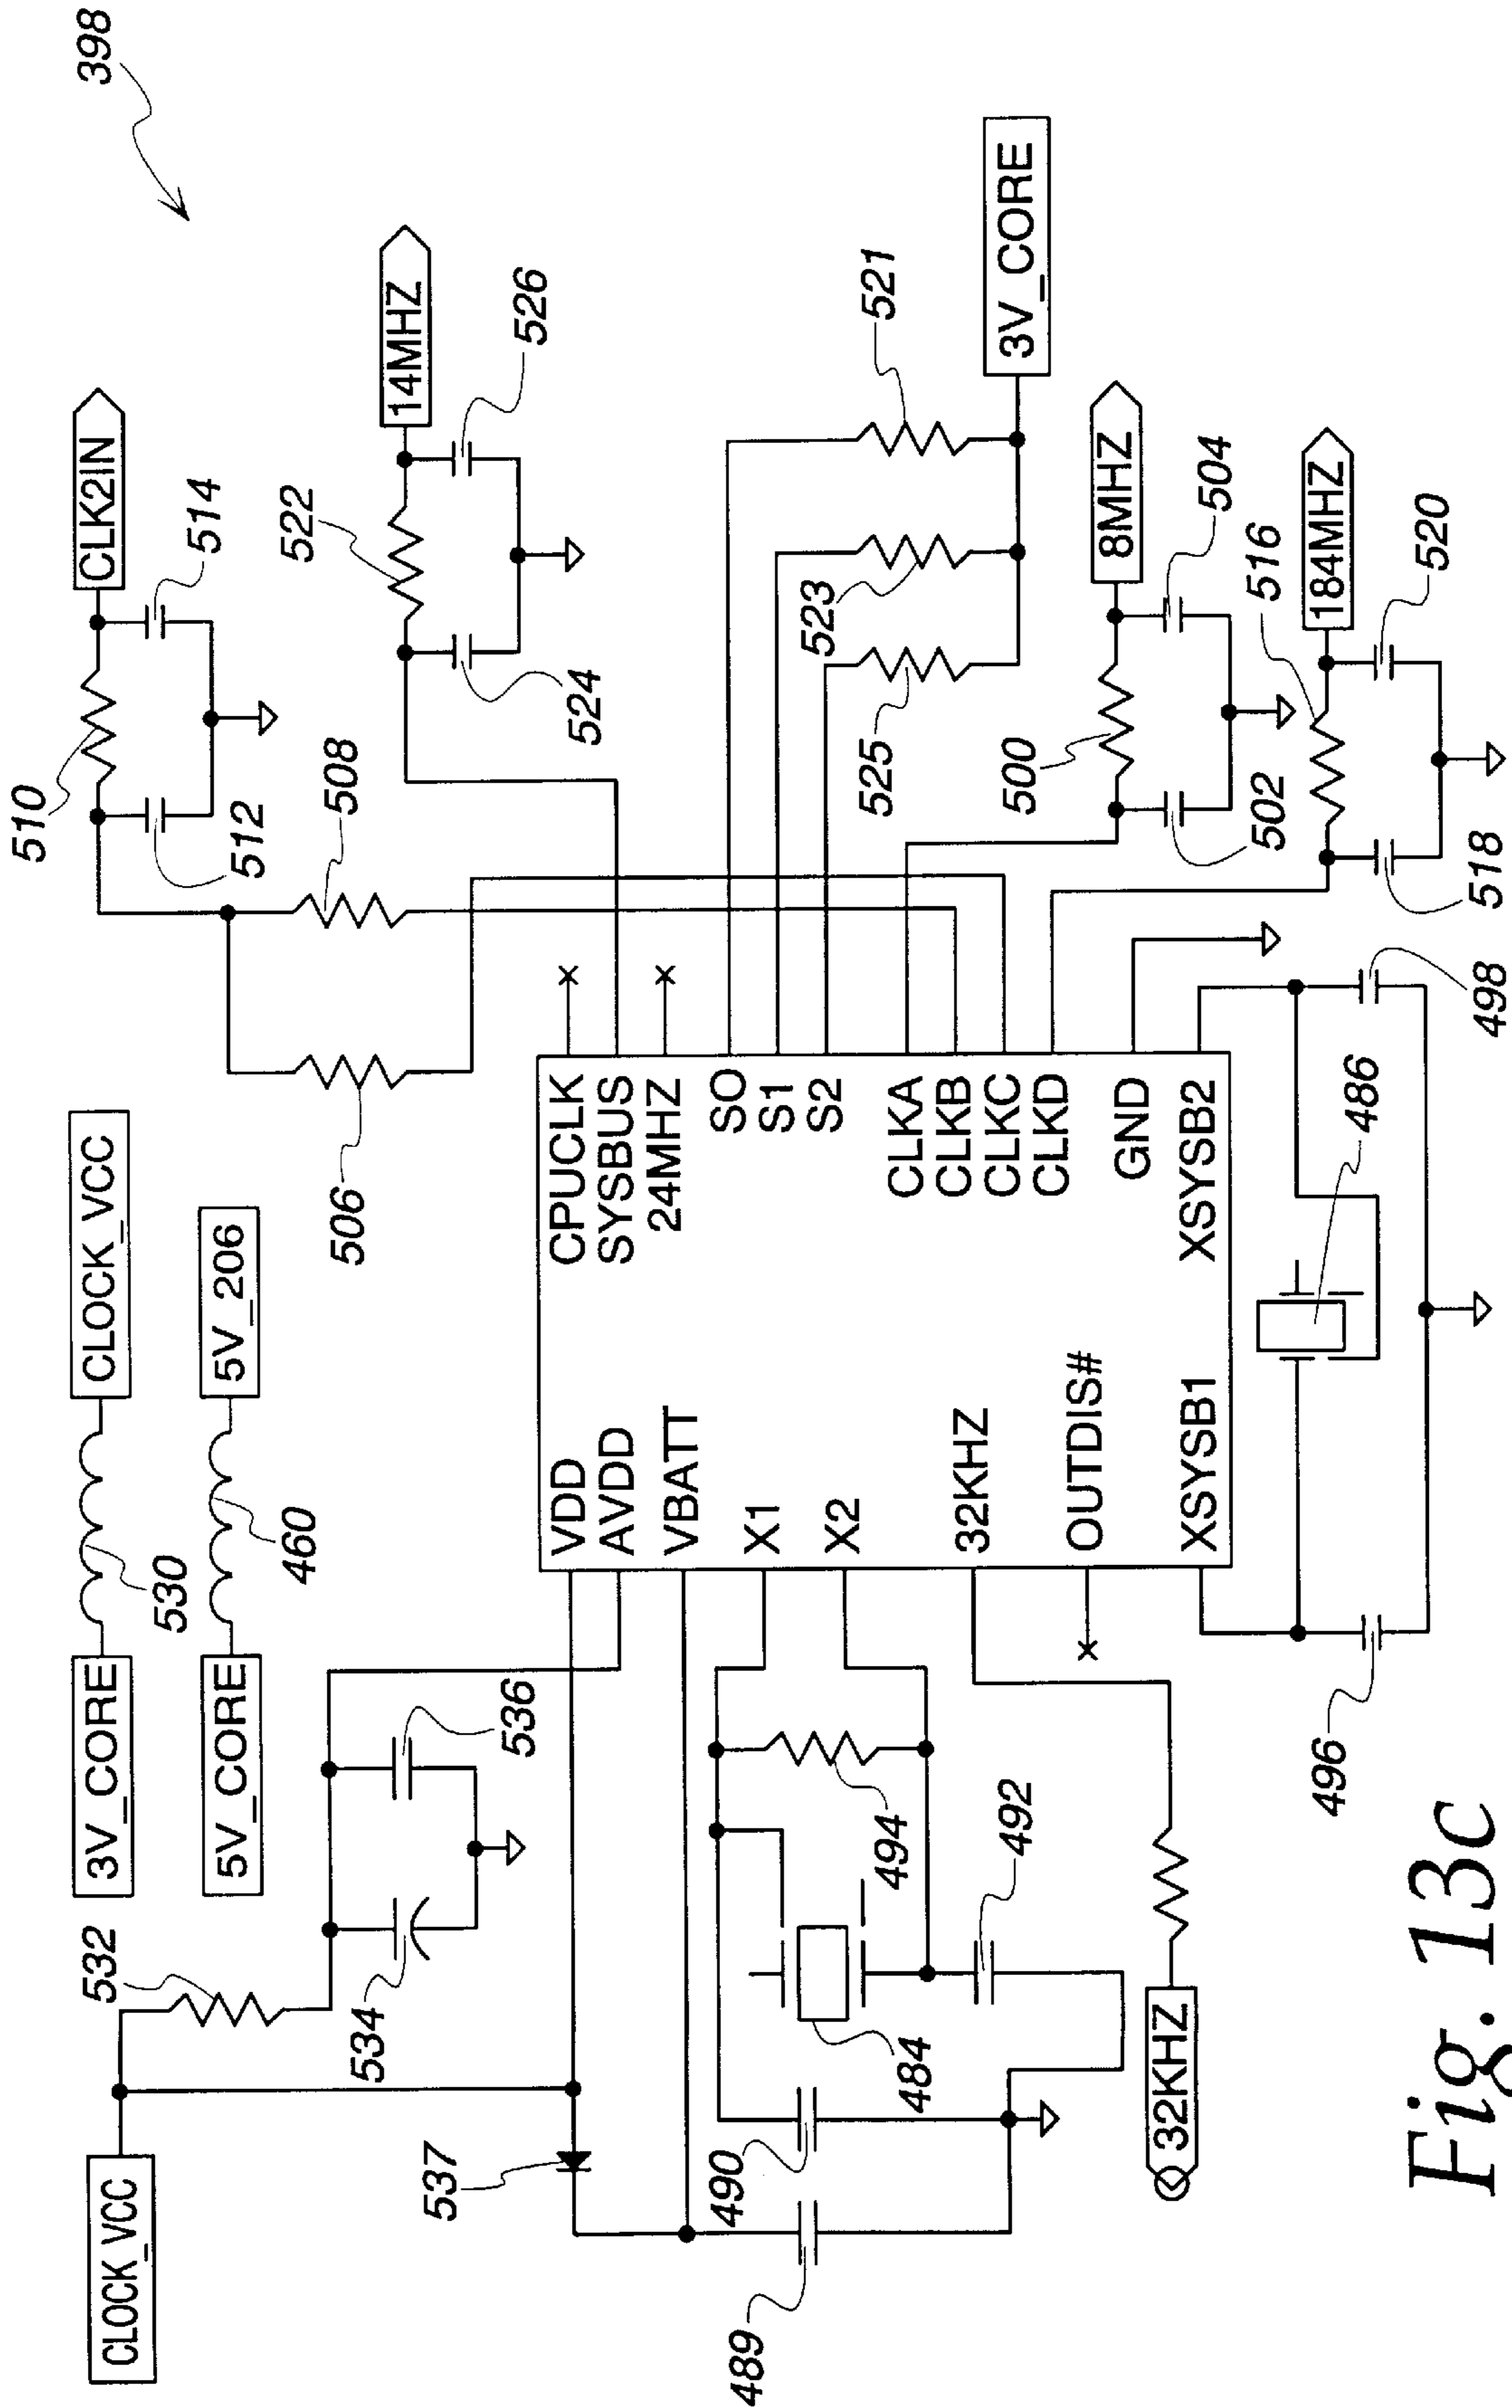 398
CLOCK_VCC
532
3V_CORE
530
CLOCK_VCC
5V_CORE
460
5V_206
534
536
537
489
490
484
494
492
32KHZ
VDD
AVDD
VBATT
X1
X2
32KHZ
OUTDIS#
XSYSB1
CPUCLK
SYSBUS
24MHZ
SO
S1
S2
CLKA
CLKB
CLKC
CLKD
GND
XSYSB2
496
486
498
506
508
510
512
514
CLK2IN
522
524
526
14MHZ
525
523
521
3V_CORE
500
502
504
8MHZ
516
518
520
184MHZ
Fig. 13c